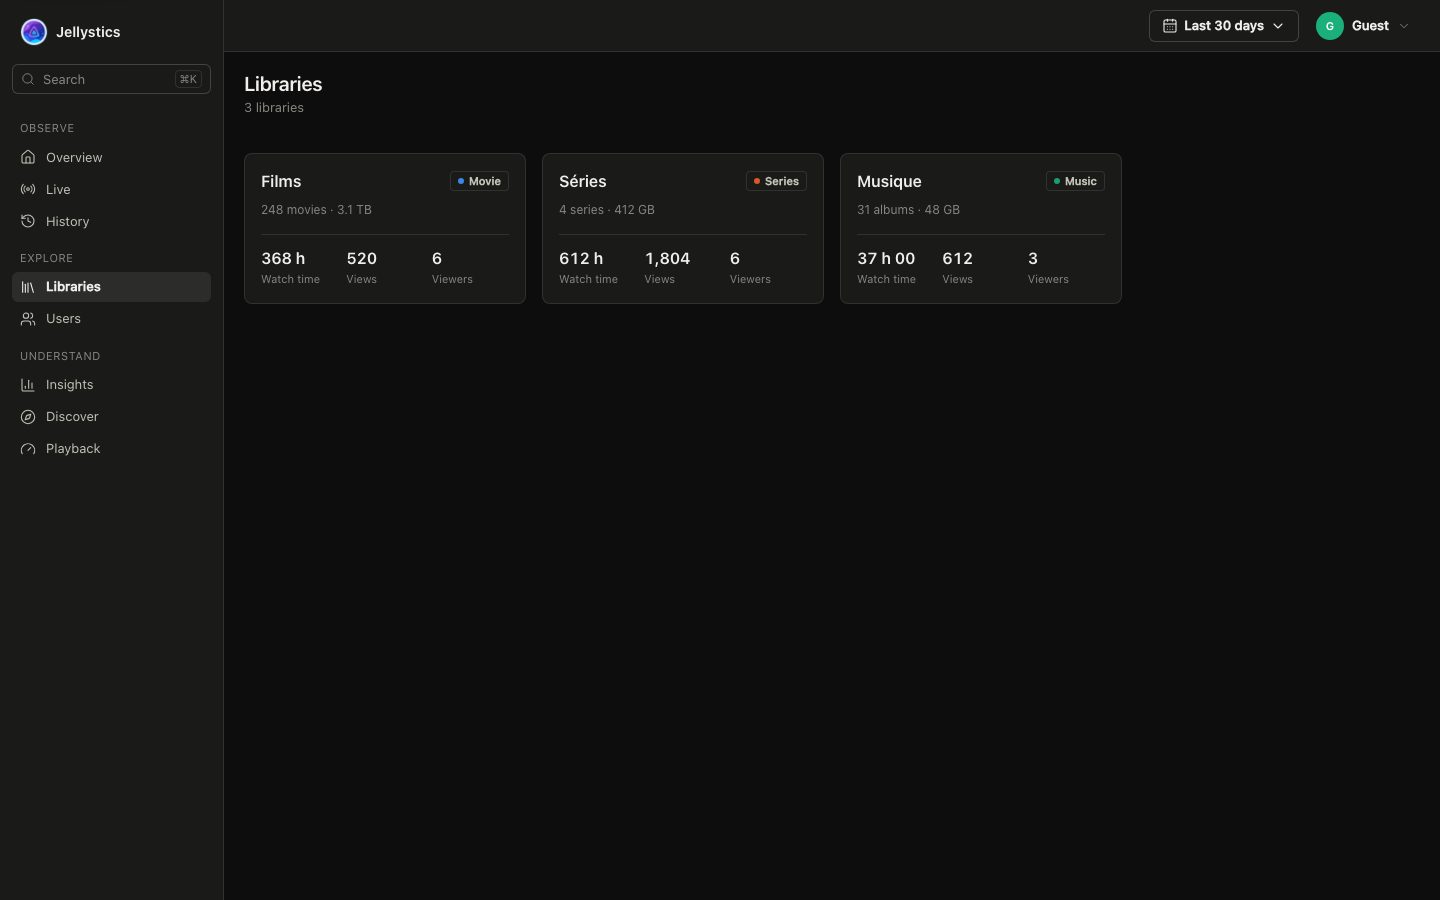 Jellystics
Last 30 days
G
Guest
Search
⌘K
OBSERVE
Overview
Live
History
EXPLORE
Libraries
Users
UNDERSTAND
Insights
Discover
Playback
Libraries
3 libraries
Films
Movie
248 movies · 3.1 TB
368 h 520 6
Watch time Views Viewers
Séries
Series
4 series · 412 GB
612 h 1,804 6
Watch time Views Viewers
Musique
Music
31 albums · 48 GB
37 h 00 612 3
Watch time Views Viewers